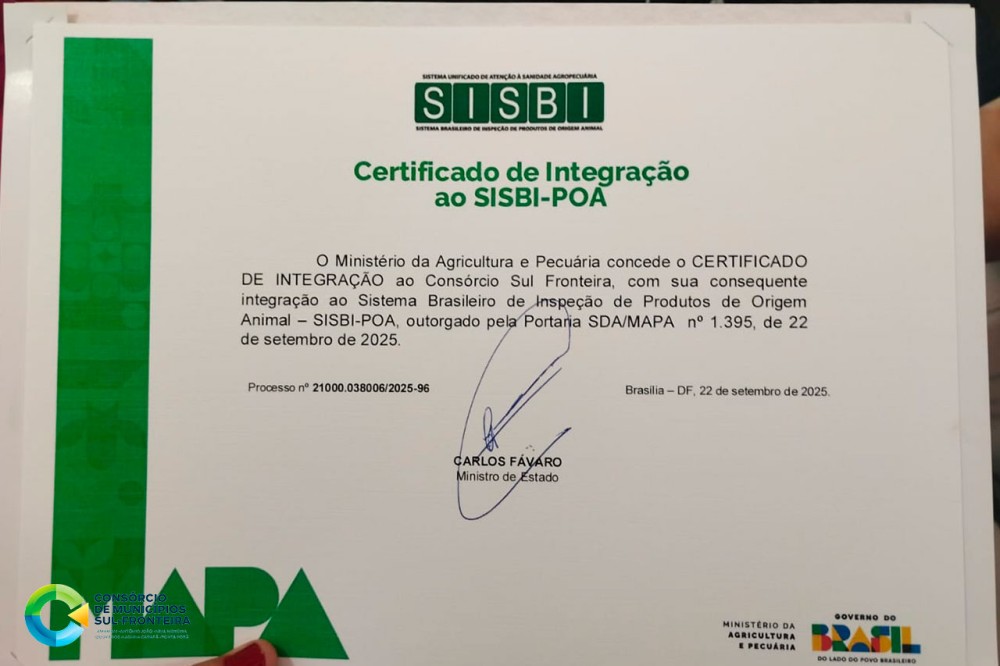 SISTEMA UNIFICADO DE ATENÇÃO À SANIDADE AGROPECUÁRIA
SISBI
SISTEMA BRASILEIRO DE INSPEÇÃO DE PRODUTOS DE ORIGEM ANIMAL
Certificado de Integração
ao SISBI-POA
O Ministério da Agricultura e Pecuária concede o CERTIFICADO
DE INTEGRAÇÃO ao Consórcio Sul Fronteira, com sua consequente
integração ao Sistema Brasileiro de Inspeção de Produtos de Origem
Animal – SISBI-POA, outorgado pela Portaria SDA/MAPA nº 1.395, de 22
de setembro de 2025.
Processo nº 21000.038006/2025-96
Brasília – DF, 22 de setembro de 2025.
CARLOS FÁVARO
Ministro de Estado
MAPA
CONSÓRCIO
DE MUNICÍPIOS
SUL-FRONTEIRA
MINISTÉRIO DA
AGRICULTURA
E PECUÁRIA
GOVERNO DO
BRASIL
DO LADO DO POVO BRASILEIRO